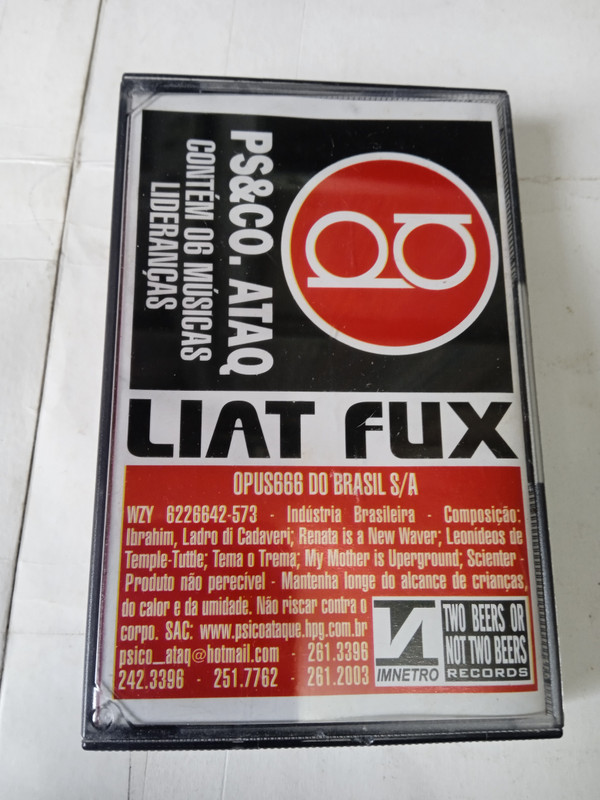 PS&CO. ATAQ
CONTÉM 06 MÚSICAS
LIDERANÇAS
LIAT FUX
OPUS666 DO BRASIL S/A
WZY 6226642-573 - Indústria Brasileira - Composição:
Ibrahim, Ladro di Cadaveri; Renata is a New Waver; Leonídeos de
Temple-Tuttle; Tema o Trema; My Mother is Uperground; Scienter -
Produto não perecível - Mantenha longe do alcance de crianças,
do calor e da umidade. Não riscar contra o
corpo. SAC: www.psicoataque.hpg.com.br
psico_ataq@hotmail.com - 261.3396
242.3396 - 251.7762 - 261.2003
IMNETRO
TWO BEERS OR
NOT TWO BEERS
RECORDS